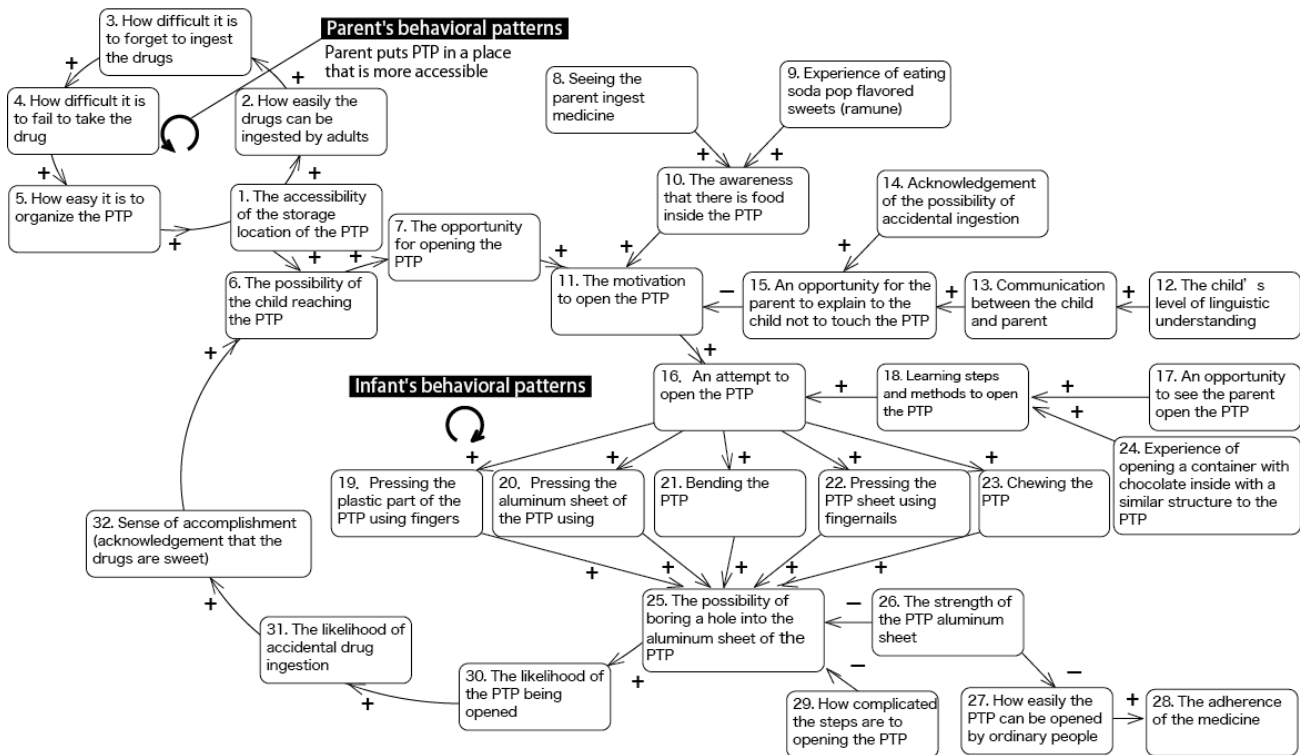 3. How difficult it is
to forget to ingest
the drugs
Parent's behavioral patterns
Parent puts PTP in a place
that is more accessible
+
+
4. How difficult it is
to fail to take the
drug
2. How easily the
drugs can be
ingested by adults
8. Seeing the
parent ingest
medicine
9. Experience of eating
soda pop flavored
sweets (ramune)
+
+
+
+
5. How easy it is to
organize the PTP
1. The accessibility
of the storage
location of the PTP
10. The awareness
that there is food
inside the PTP
14. Acknowledgement
of the possibility of
accidental ingestion
+
7. The opportunity
for opening the
PTP
+
+
+
+
+
6. The possibility of
the child reaching
the PTP
11. The motivation
to open the PTP
−
15. An opportunity for the
parent to explain to the
child not to touch the PTP
+
13. Communication
between the child
and parent
+
12. The child's
level of linguistic
understanding
+
+
Infant's behavioral patterns
16. An attempt to
open the PTP
+
18. Learning steps
and methods to open
the PTP
+
+
17. An opportunity
to see the parent
open the PTP
+
+
+
+
+
19. Pressing the
plastic part of the
PTP using fingers
20. Pressing the
aluminum sheet of
the PTP using
21. Bending the
PTP
22. Pressing the
PTP sheet using
fingernails
23. Chewing the
PTP
24. Experience of
opening a container with
chocolate inside with a
similar structure to the
PTP
32. Sense of accomplishment
(acknowledgement that the
drugs are sweet)
+
+
+
+
+
+
25. The possibility of
boring a hole into the
aluminum sheet of the
PTP
−
26. The strength of
the PTP aluminum
sheet
31. The likelihood of
accidental drug
ingestion
+
30. The likelihood of
the PTP being
opened
+
−
29. How complicated
the steps are to
opening the PTP
−
27. How easily the
PTP can be opened
by ordinary people
+
28. The adherence
of the medicine